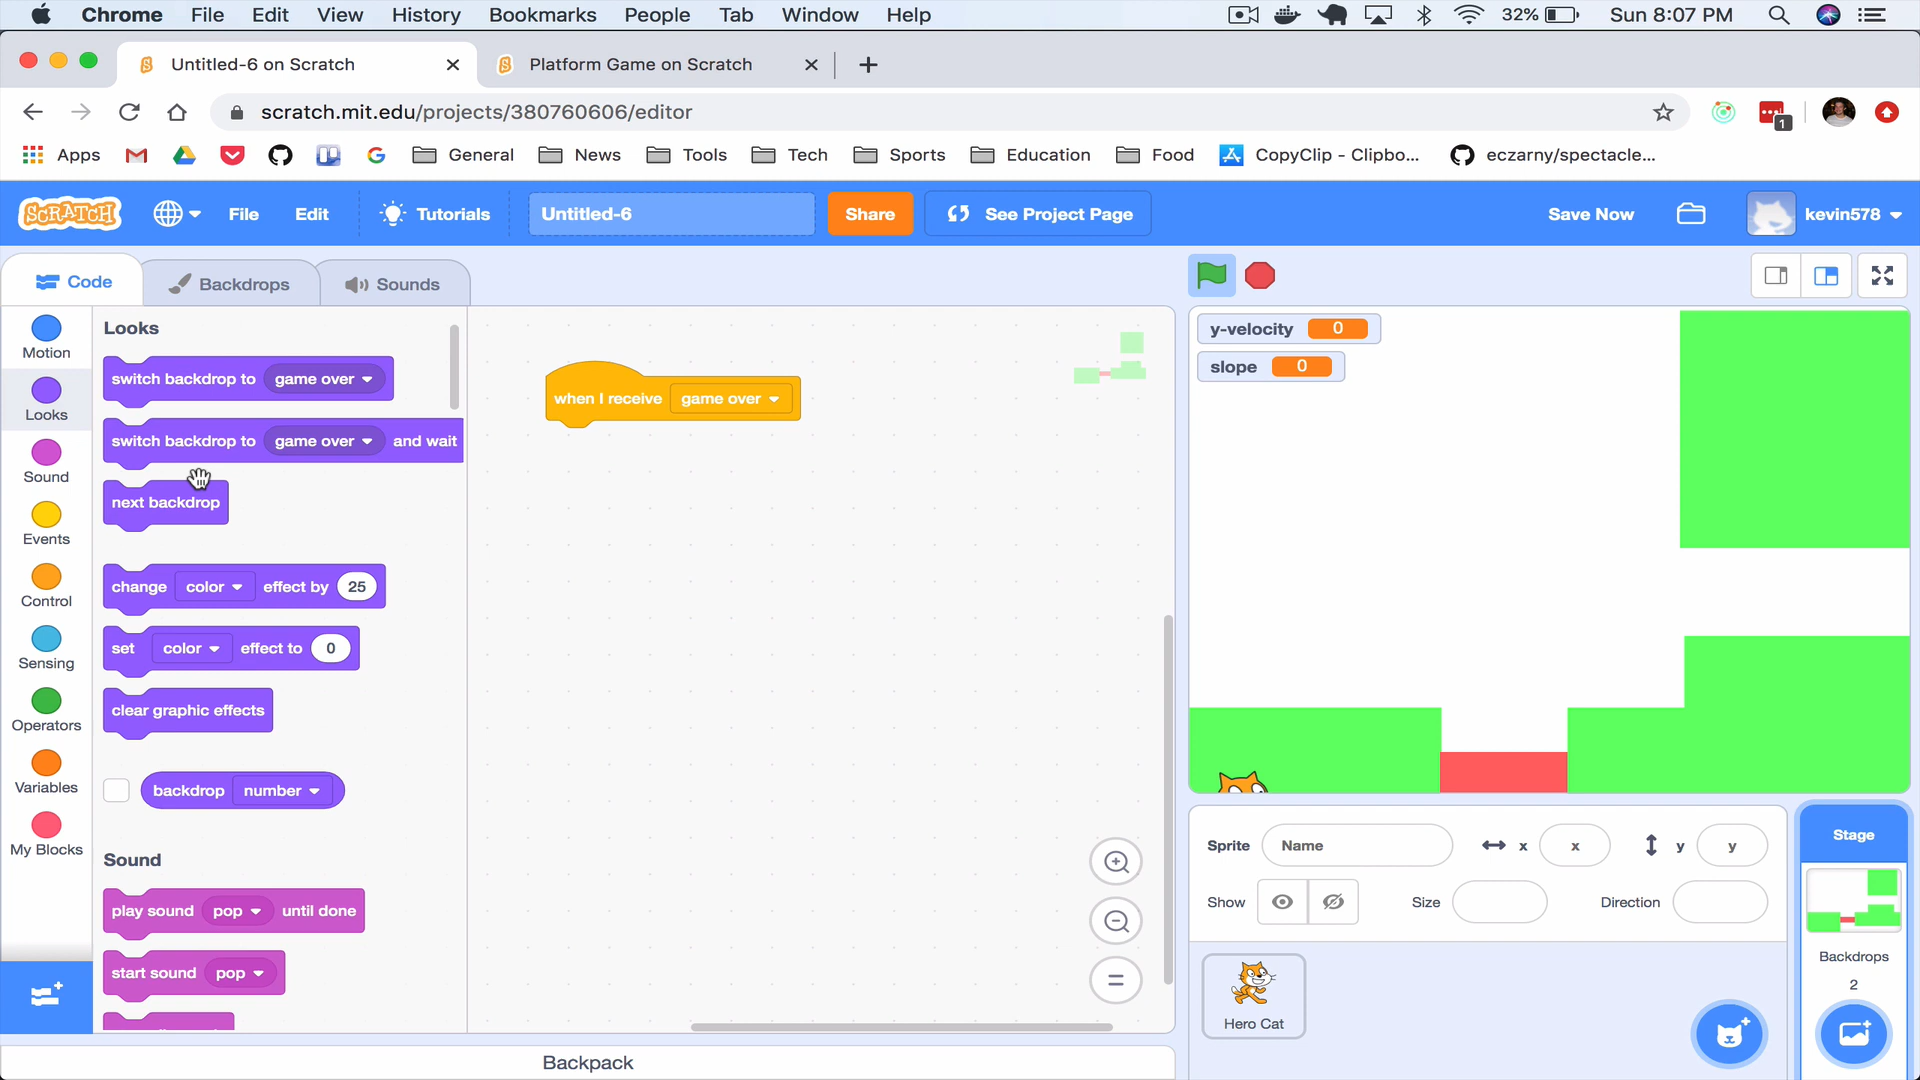 Chrome File Edit View History Bookmarks People Tab Window Help 32% Sun 8:07 PM
Untitled-6 on Scratch Platform Game on Scratch
scratch.mit.edu/projects/380760606/editor 1
Apps General News Tools Tech Sports Education Food CopyClip - Clipbo... eczarny/spectacle...
SCRATCH File Edit Tutorials Untitled-6 Share See Project Page Save Now kevin578
Code Backdrops Sounds
Motion
Looks
Sound
Events
Control
Sensing
Operators
Variables
My Blocks
Looks
switch backdrop to game over
switch backdrop to game over and wait
next backdrop
change color effect by 25
set color effect to 0
clear graphic effects
backdrop number
Sound
play sound pop until done
start sound pop
when I receive game over
y-velocity 0
slope 0
Sprite Name x x y y
Show Size Direction
Hero Cat
Stage
Backdrops
2
Backpack